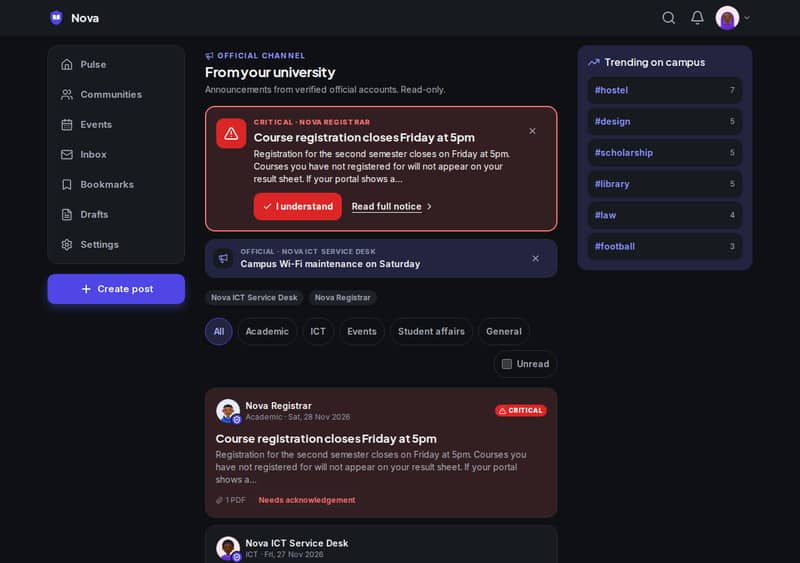 Nova
Pulse
Communities
Events
Inbox
Bookmarks
Drafts
Settings
Create post
OFFICIAL CHANNEL
From your university
Announcements from verified official accounts. Read-only.
CRITICAL · NOVA REGISTRAR
Course registration closes Friday at 5pm
Registration for the second semester closes on Friday at 5pm.
Courses you have not registered for will not appear on your
result sheet. If your portal shows a...
I understand
Read full notice
OFFICIAL · NOVA ICT SERVICE DESK
Campus Wi-Fi maintenance on Saturday
Nova ICT Service Desk
Nova Registrar
All
Academic
ICT
Events
Student affairs
General
Unread
Nova Registrar
Academic · Sat, 28 Nov 2026
CRITICAL
Course registration closes Friday at 5pm
Registration for the second semester closes on Friday at 5pm. Courses you
have not registered for will not appear on your result sheet. If your portal
shows a...
1 PDF
Needs acknowledgement
Nova ICT Service Desk
ICT · Fri, 27 Nov 2026
Trending on campus
#hostel 7
#design 5
#scholarship 5
#library 5
#law 4
#football 3